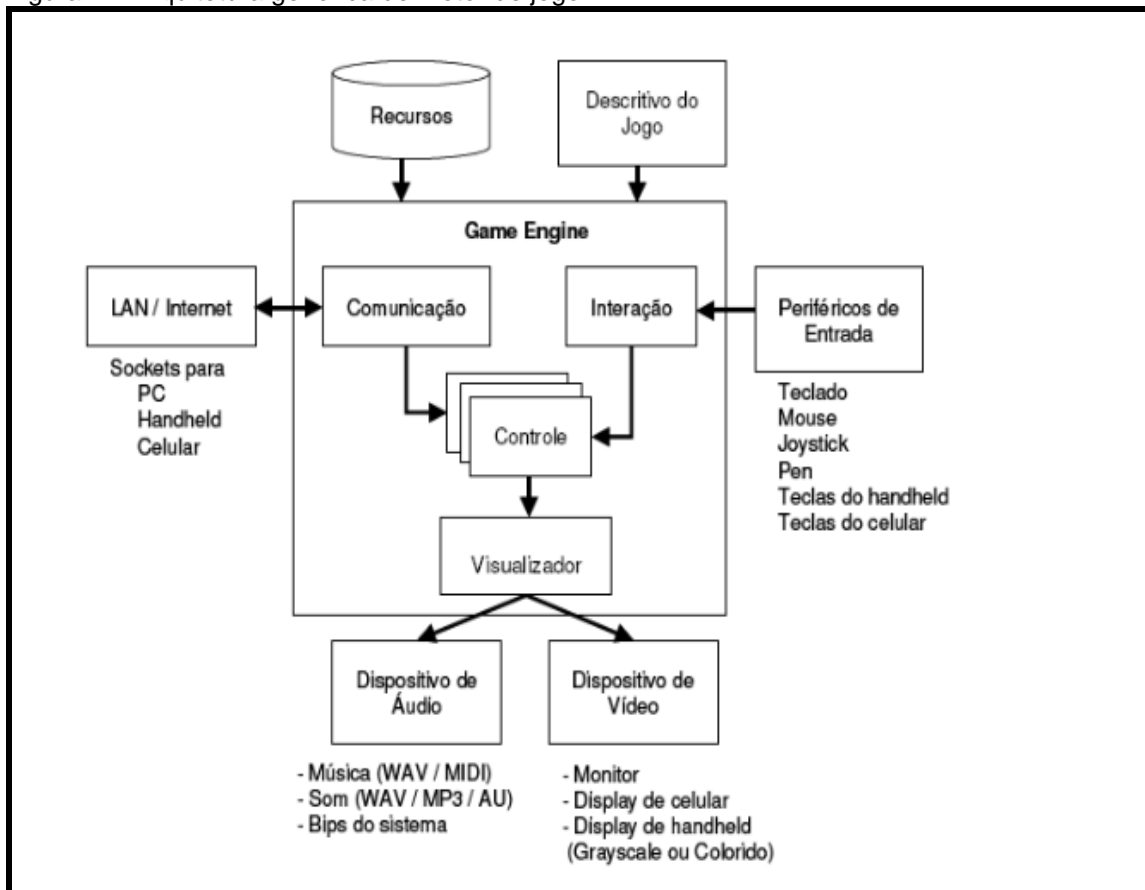 Recursos
Descritivo do
Jogo
Game Engine
LAN / Internet
Comunicação
Interação
Periféricos de
Entrada
Sockets para
PC
Handheld
Celular
Controle
Teclado
Mouse
Joystick
Pen
Teclas do handheld
Teclas do celular
Visualizador
Dispositivo de
Áudio
Dispositivo de
Vídeo
- Música (WAV / MIDI)
- Som (WAV / MP3 / AU)
- Bips do sistema
- Monitor
- Display de celular
- Display de handheld
(Grayscale ou Colorido)